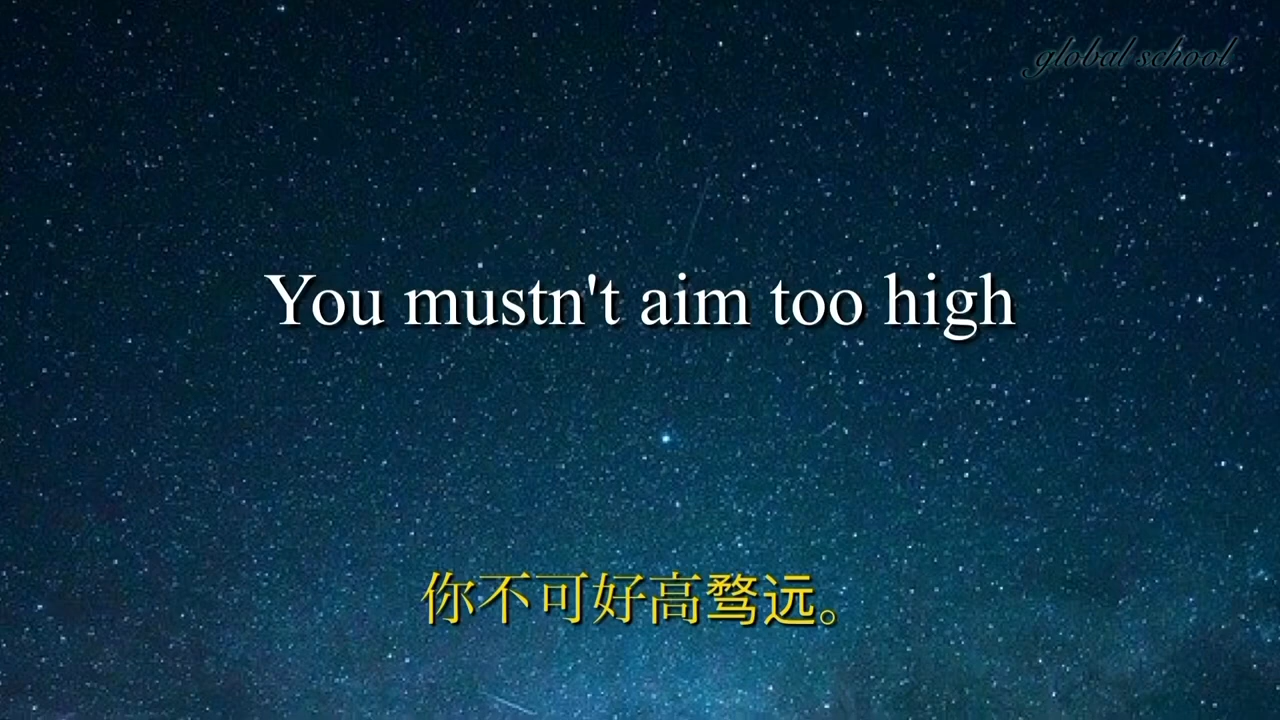 global school
You mustn't aim too high
你不可好高骛远。